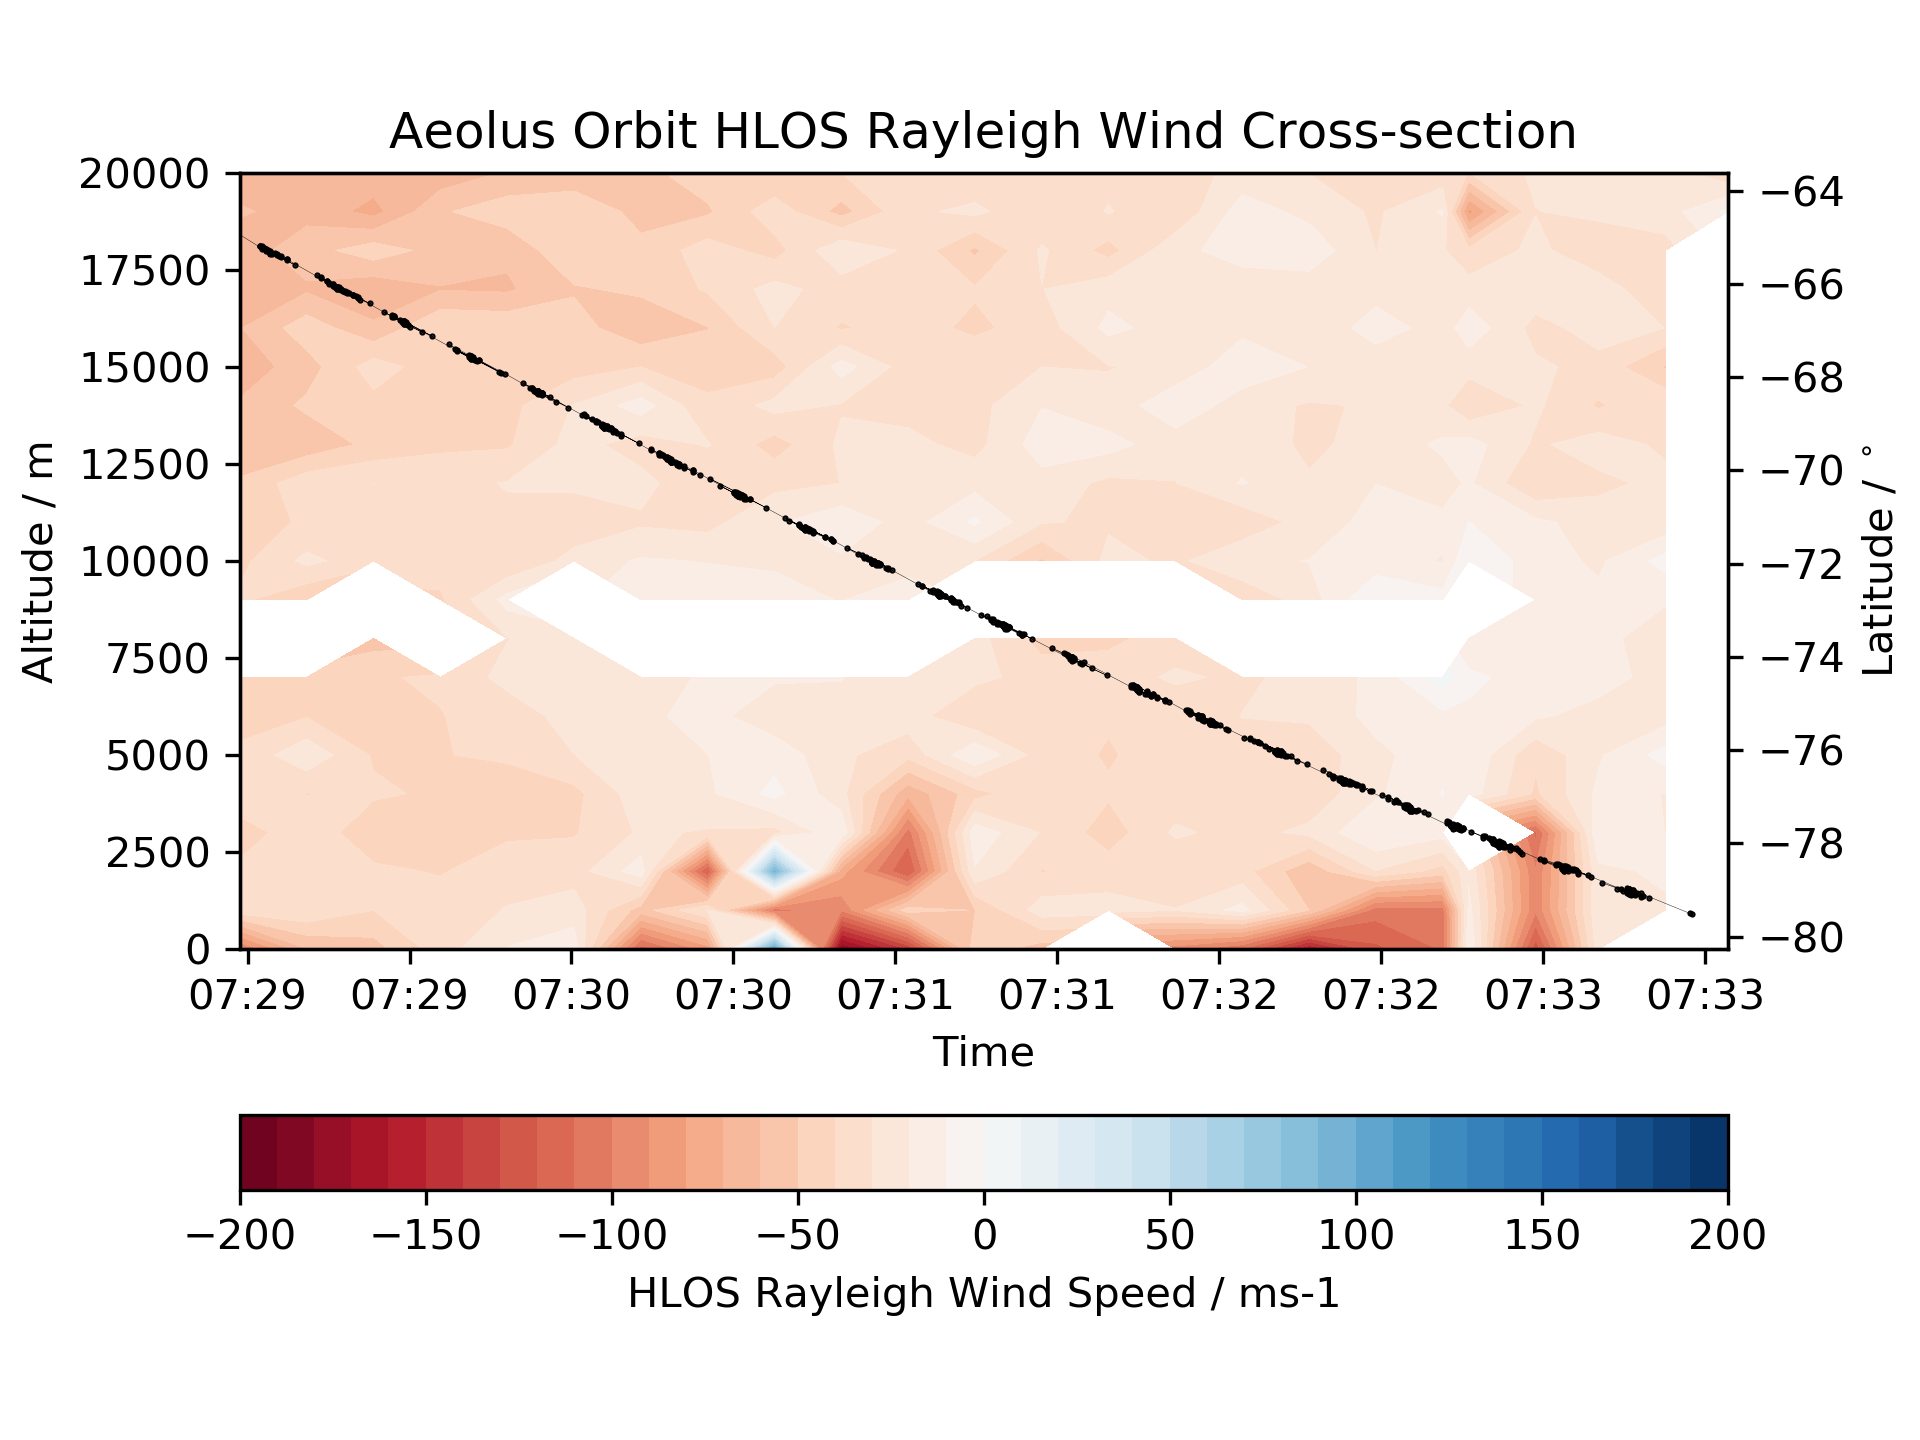 Aeolus Orbit HLOS Rayleigh Wind Cross-section
20000
17500
15000
12500
10000
7500
5000
2500
0
Altitude / m
−64
−66
−68
−70
−72
−74
−76
−78
−80
Latitude / °
07:29 07:29 07:30 07:30 07:31 07:31 07:32 07:32 07:33 07:33
Time
−200 −150 −100 −50 0 50 100 150 200
HLOS Rayleigh Wind Speed / ms-1